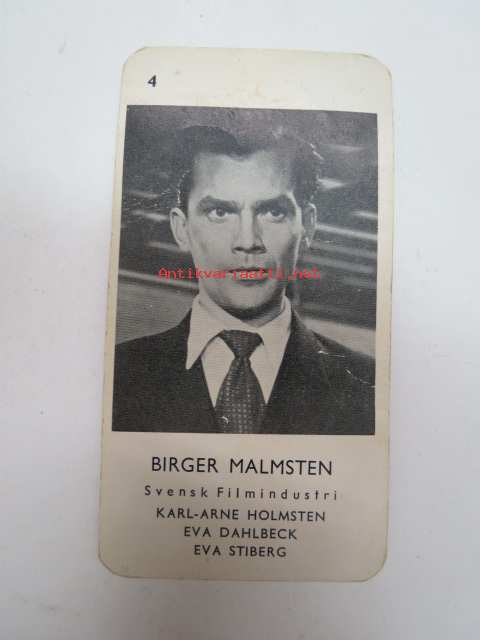 4
Antikvariaatti.net
BIRGER MALMSTEN
Svensk Filmindustri
KARL-ARNE HOLMSTEN
EVA DAHLBECK
EVA STIBERG